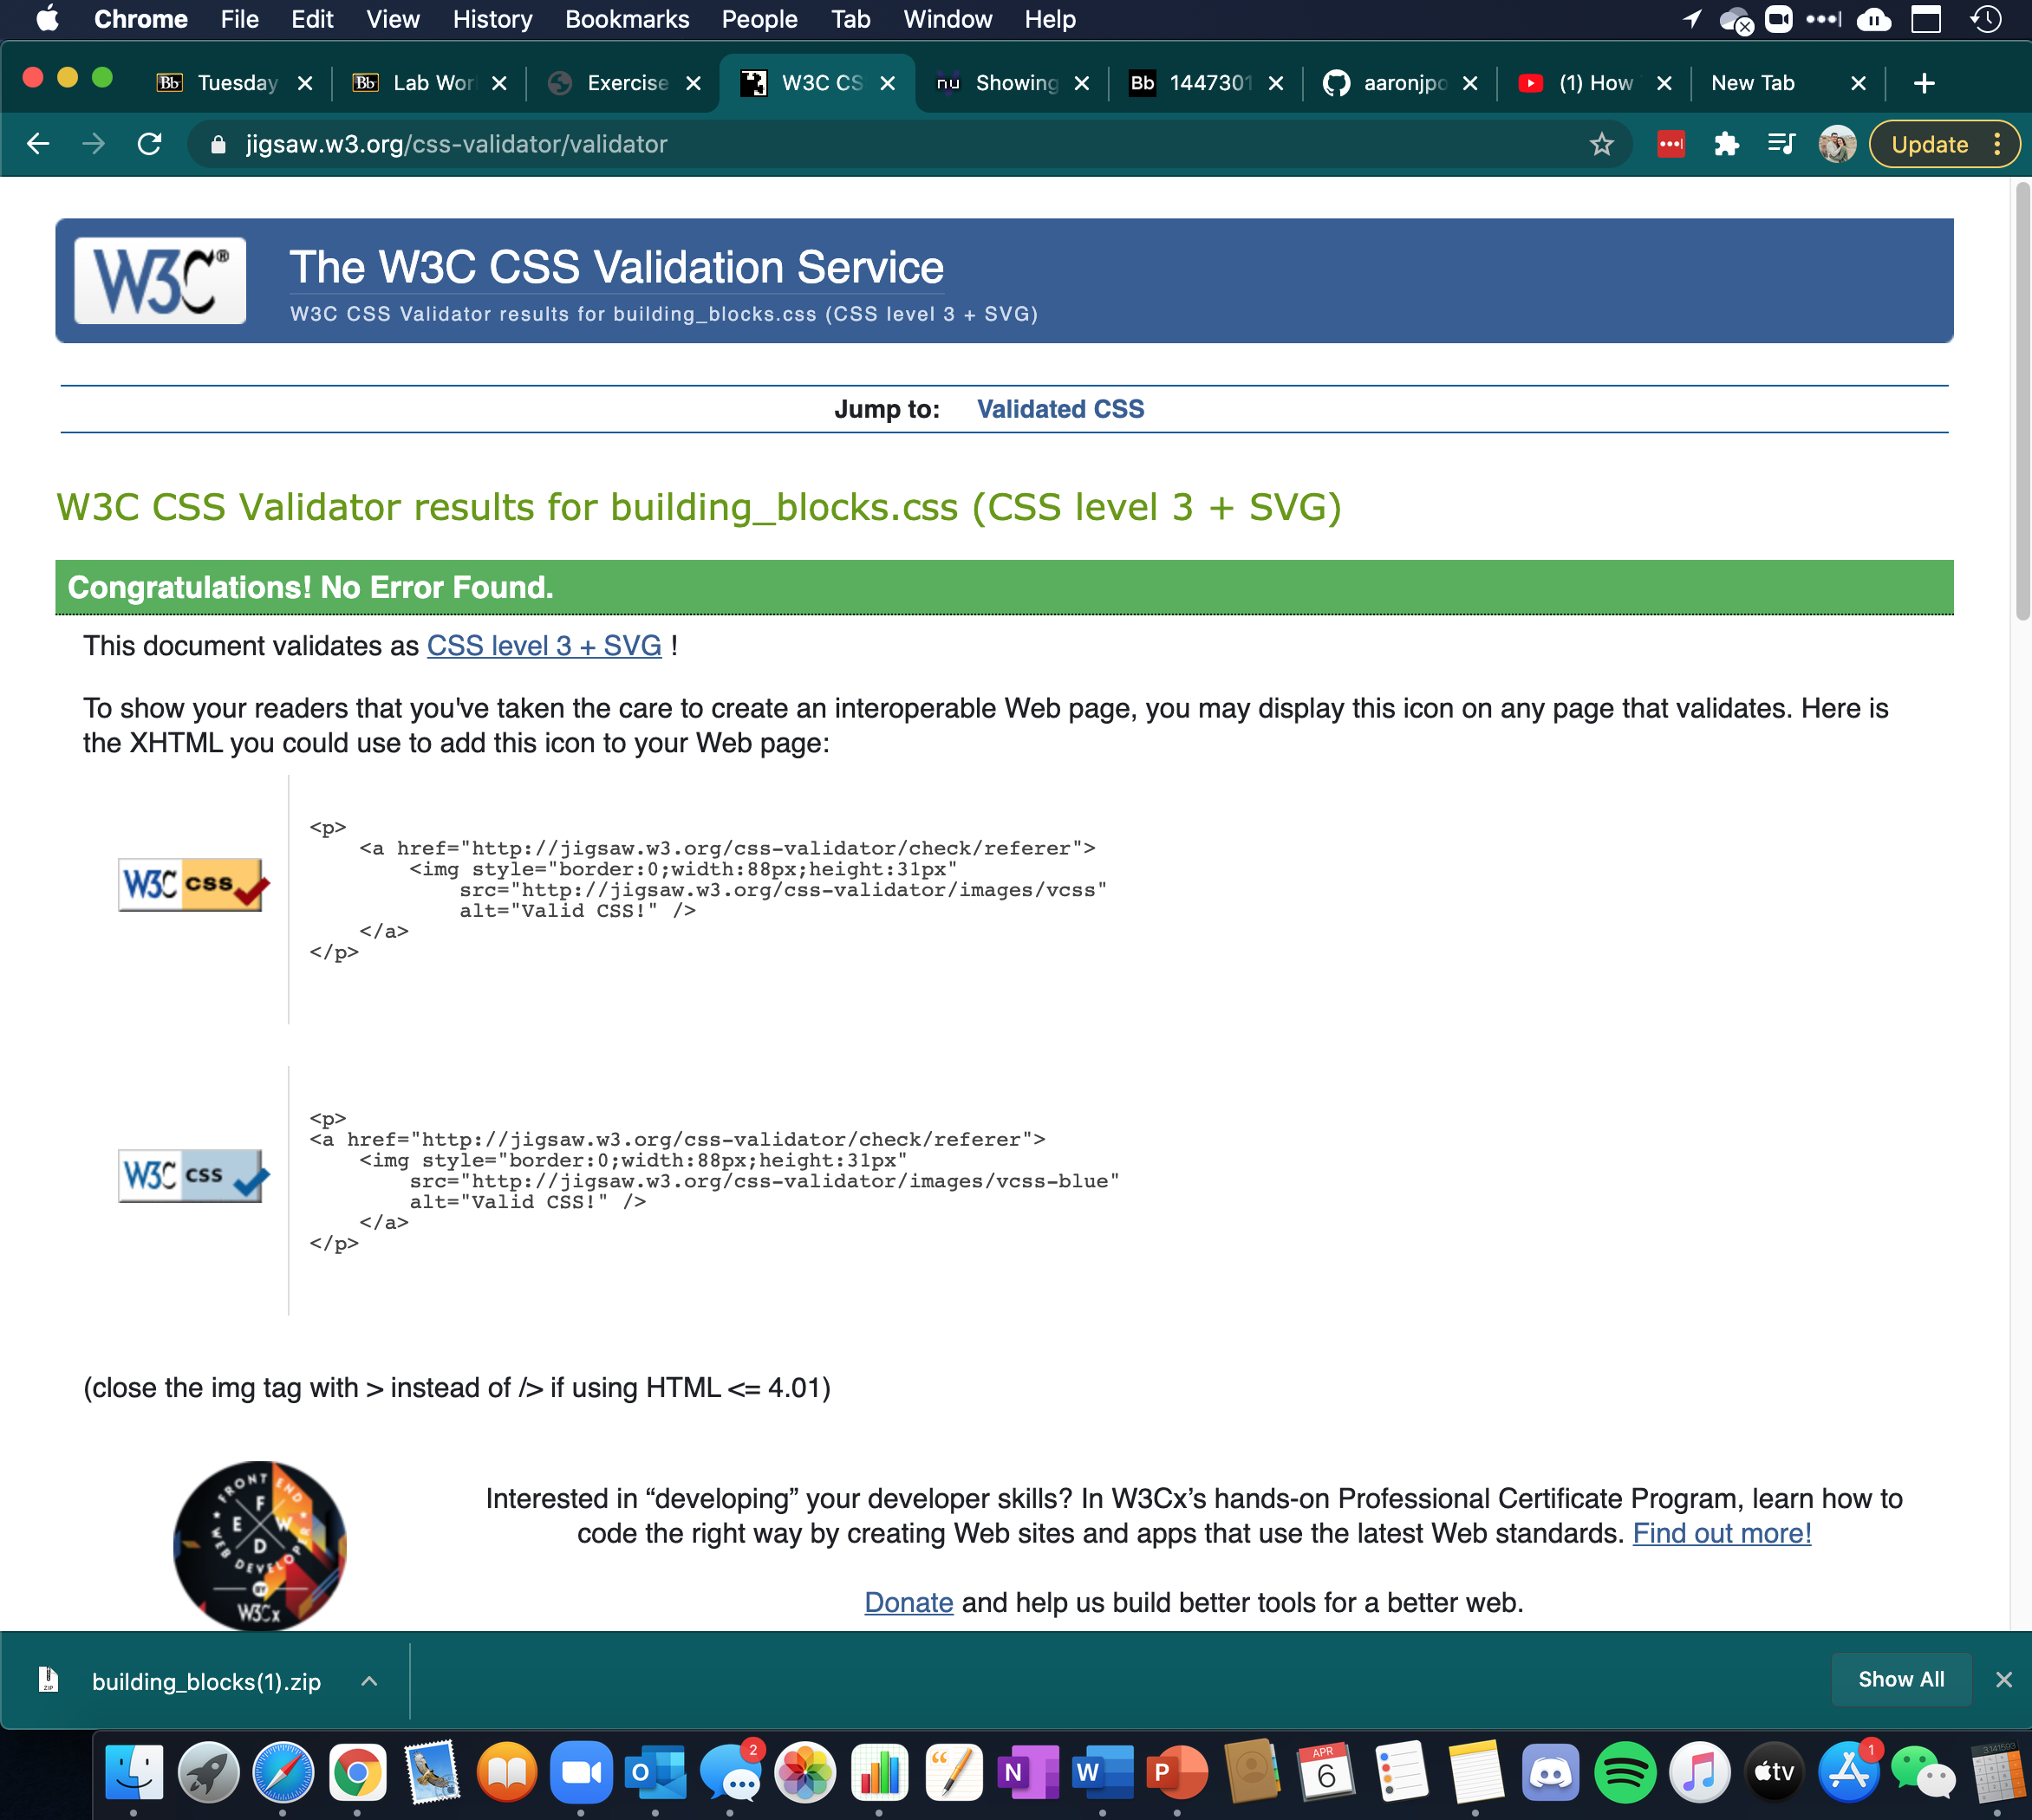 Chrome File Edit View History Bookmarks People Tab Window Help
Bb Tuesday Bb Lab Wor Exercise W3C CS nu Showing Bb 1447301 aaronjpo (1) How New Tab
jigsaw.w3.org/css-validator/validator Update
W3C® The W3C CSS Validation Service
W3C CSS Validator results for building_blocks.css (CSS level 3 + SVG)
Jump to: Validated CSS
W3C CSS Validator results for building_blocks.css (CSS level 3 + SVG)
Congratulations! No Error Found.
This document validates as CSS level 3 + SVG !
To show your readers that you've taken the care to create an interoperable Web page, you may display this icon on any page that validates. Here is
the XHTML you could use to add this icon to your Web page:
<p>
<a href="http://jigsaw.w3.org/css-validator/check/referer">
<img style="border:0;width:88px;height:31px"
W3C css
src="http://jigsaw.w3.org/css-validator/images/vcss"
alt="Valid CSS!" />
</a>
</p>
<p>
<a href="http://jigsaw.w3.org/css-validator/check/referer">
<img style="border:0;width:88px;height:31px"
W3C css
src="http://jigsaw.w3.org/css-validator/images/vcss-blue"
alt="Valid CSS!" />
</a>
</p>
(close the img tag with > instead of /> if using HTML <= 4.01)
FRONT END
F E W D
WEB DEVELOPER
BY
W3Cx
Interested in “developing” your developer skills? In W3Cx’s hands-on Professional Certificate Program, learn how to
code the right way by creating Web sites and apps that use the latest Web standards. Find out more!
Donate and help us build better tools for a better web.
ZIP building_blocks(1).zip Show All
O 2 N W P APR 6 tv 1